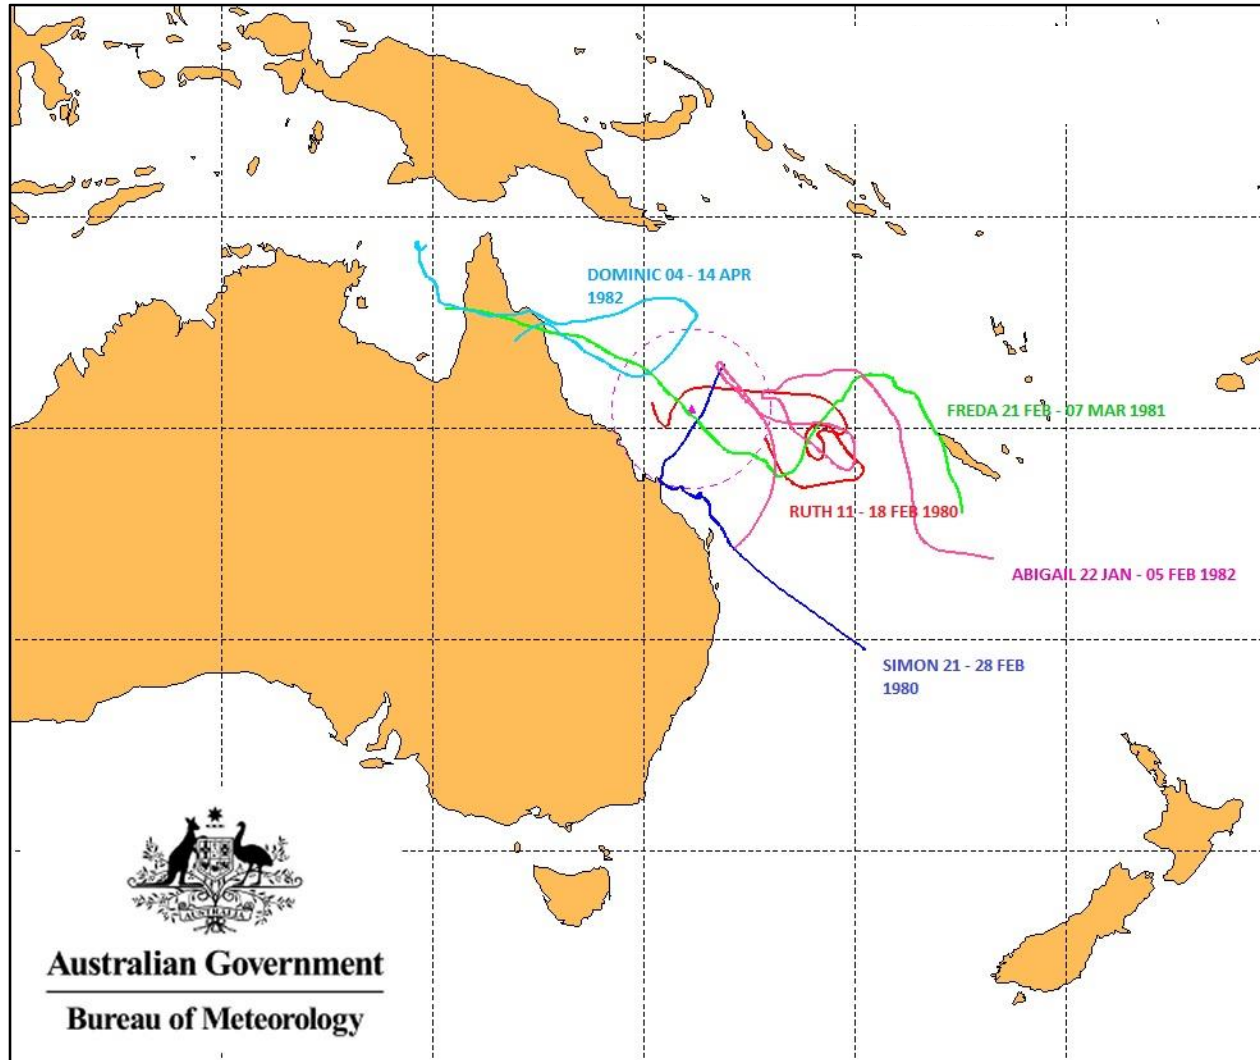 DOMINIC 04 - 14 APR
1982
FREDA 21 FEB - 07 MAR 1981
RUTH 11 - 18 FEB 1980
ABIGAIL 22 JAN - 05 FEB 1982
SIMON 21 - 28 FEB
1980
AUSTRALIA
Australian Government
Bureau of Meteorology